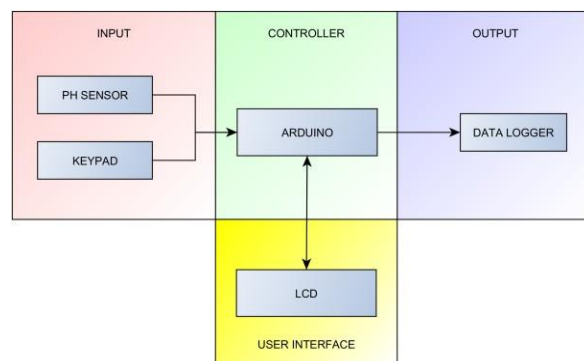 INPUT
CONTROLLER
OUTPUT
PH SENSOR
KEYPAD
ARDUINO
DATA LOGGER
LCD
USER INTERFACE